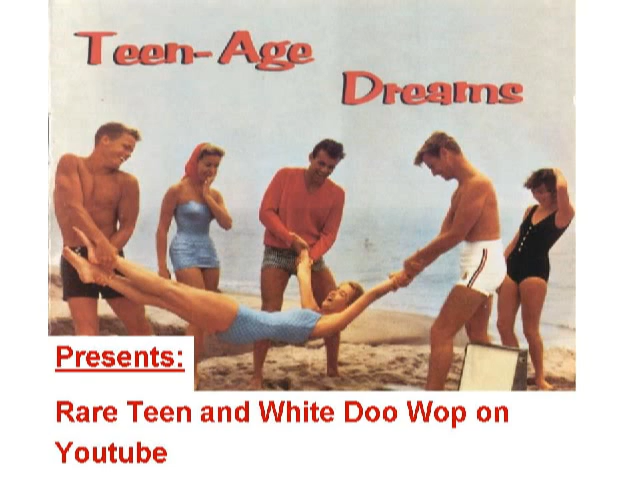 Teen-Age
Dreams
Presents:
Rare Teen and White Doo Wop on
Youtube